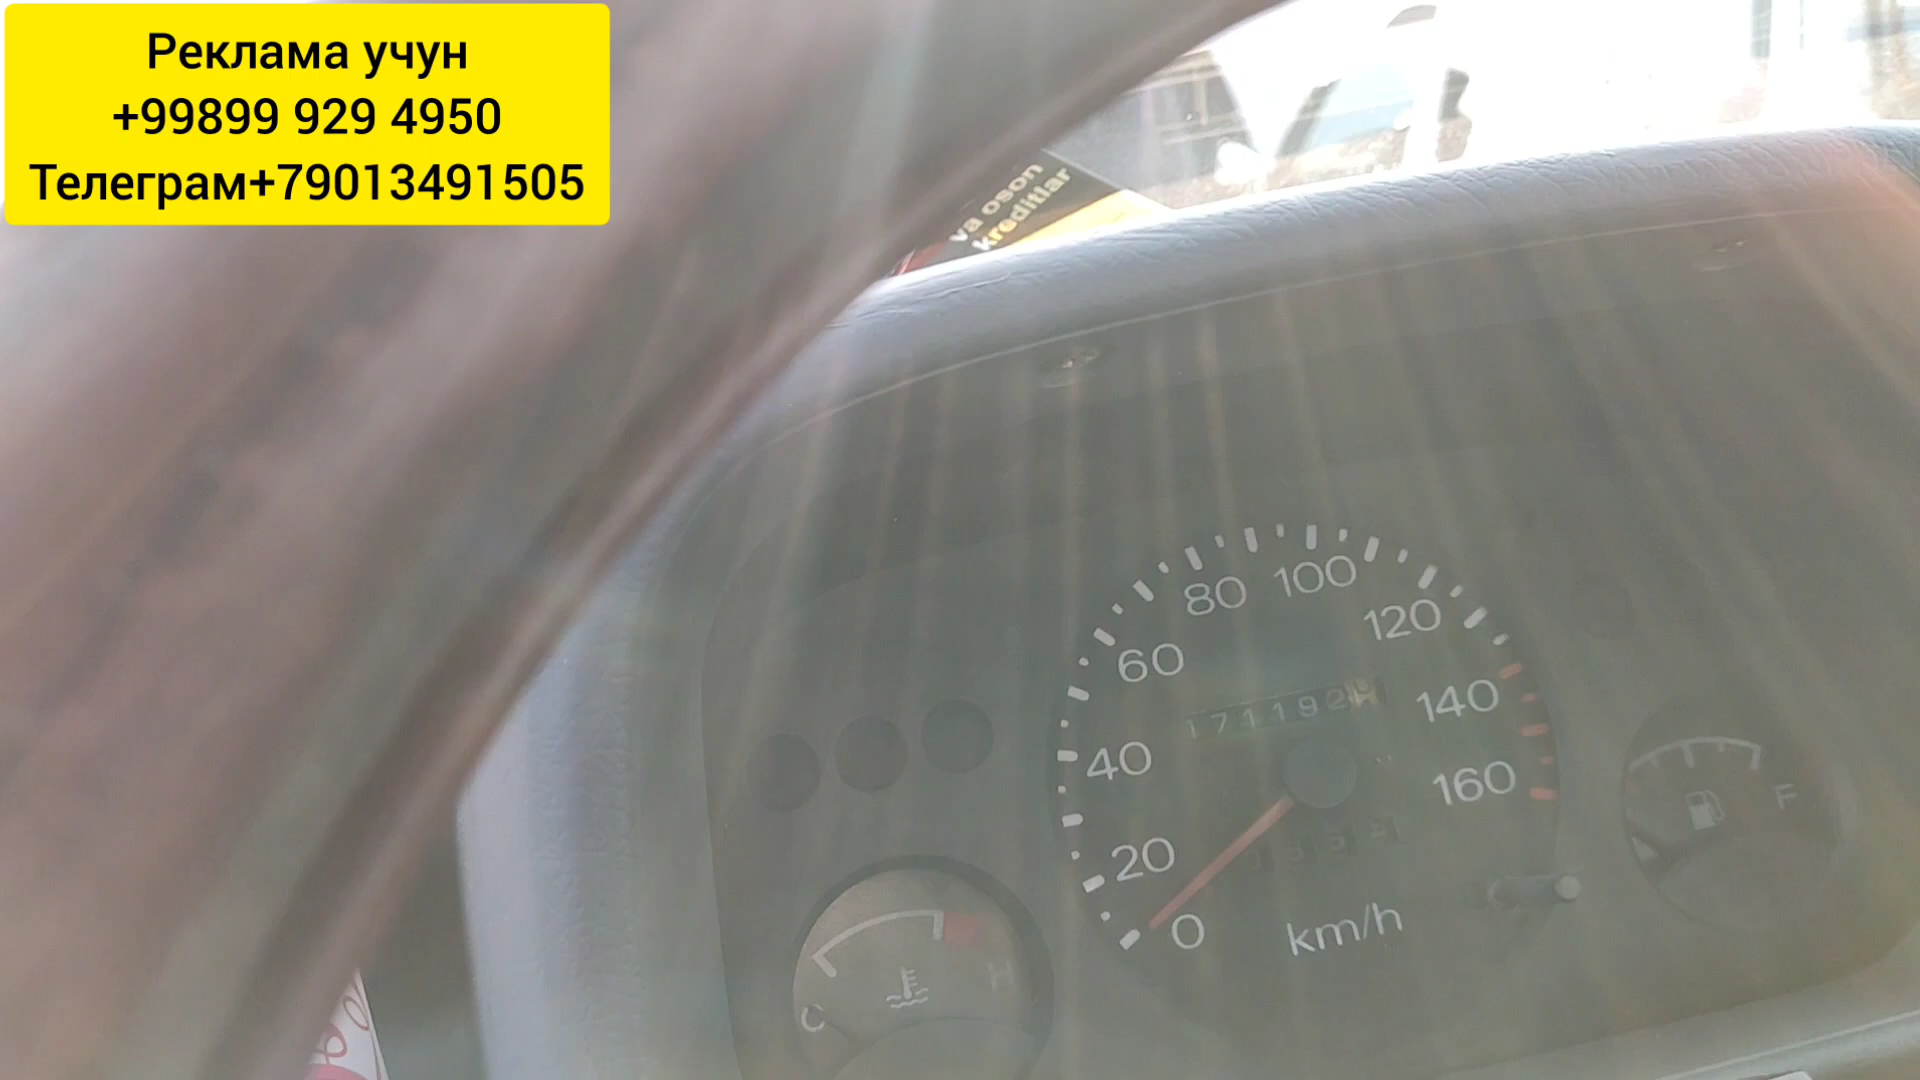 Реклама учун
+99899 929 4950
Телеграм+79013491505
va oson
kreditlar
80 100
120
60
140
40
160
20
0
km/h
F
C
H